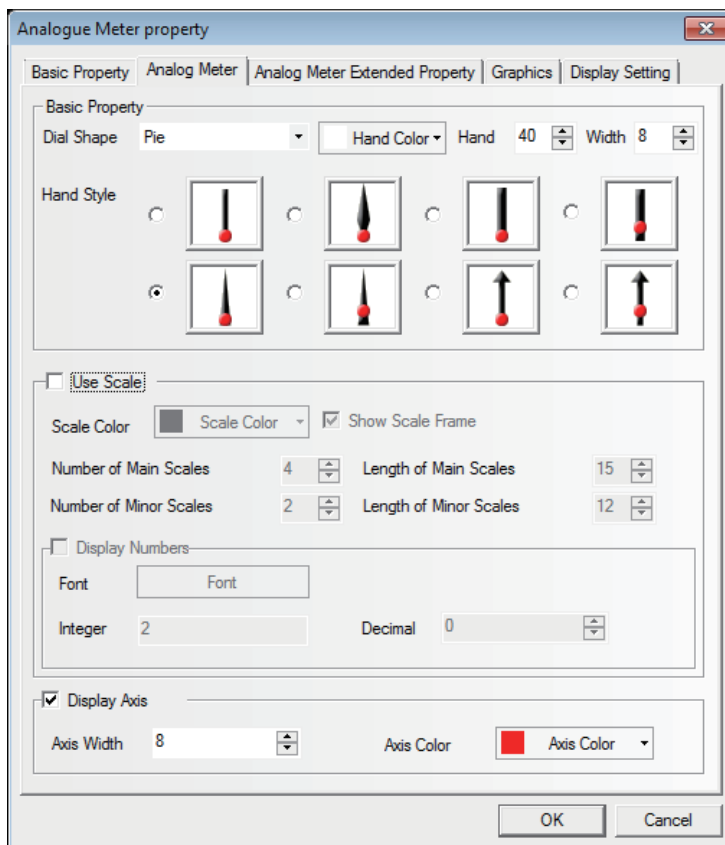 Analogue Meter property
Basic Property Analog Meter Analog Meter Extended Property Graphics Display Setting
Basic Property
Dial Shape Pie Hand Color Hand 40 Width 8
Hand Style
Use Scale
Scale Color Scale Color Show Scale Frame
Number of Main Scales 4 Length of Main Scales 15
Number of Minor Scales 2 Length of Minor Scales 12
Display Numbers
Font Font
Integer 2 Decimal 0
Display Axis
Axis Width 8 Axis Color Axis Color
OK Cancel